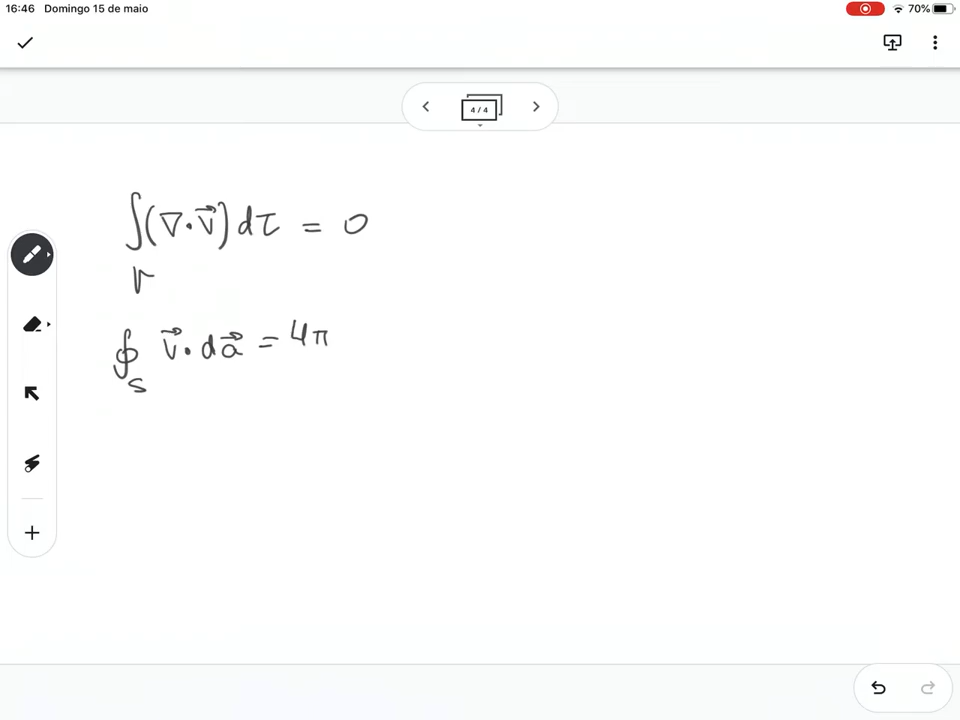 16:46 Domingo 15 de maio 70%
4 / 4
∫(∇·v⃗)dτ = 0
V
∮ v⃗·da⃗ = 4π
S